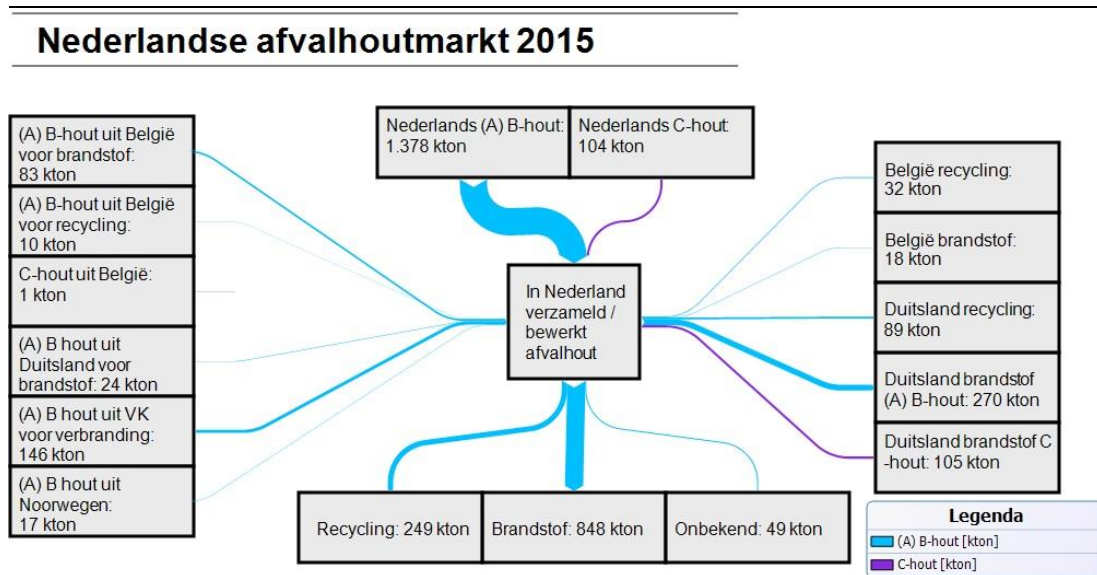 Nederlandse afvalhoutmarkt 2015
(A) B-hout uit België
voor brandstof:
83 kton
(A) B-hout uit België
voor recycling:
10 kton
C-hout uit België:
1 kton
(A) B hout uit
Duitsland voor
brandstof: 24 kton
(A) B hout uit VK
voor verbranding:
146 kton
(A) B hout uit
Noorwegen:
17 kton
Nederlands (A) B-hout:
1.378 kton
Nederlands C-hout:
104 kton
In Nederland
verzameld /
bewerkt
afvalhout
Recycling: 249 kton
Brandstof: 848 kton
Onbekend: 49 kton
België recycling:
32 kton
België brandstof:
18 kton
Duitsland recycling:
89 kton
Duitsland brandstof
(A) B-hout: 270 kton
Duitsland brandstof C
-hout: 105 kton
Legenda
(A) B-hout [kton]
C-hout [kton]